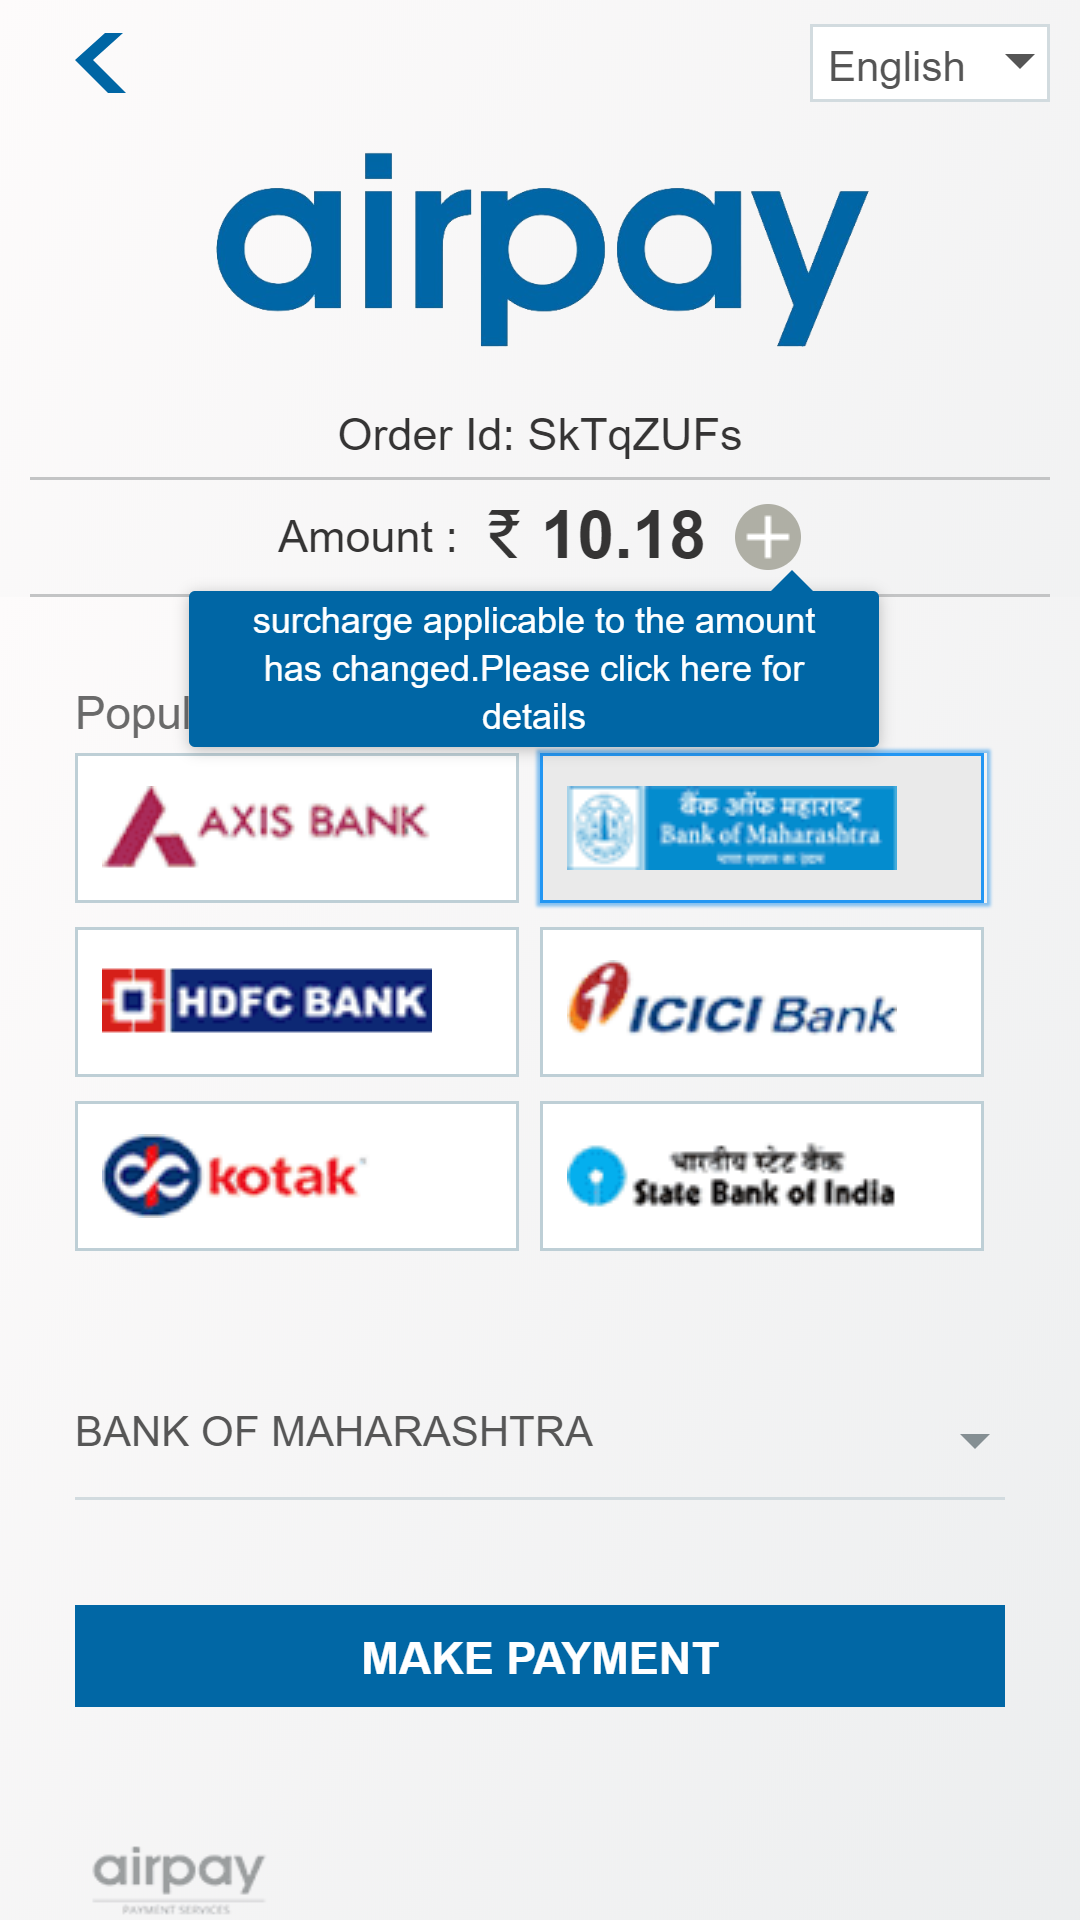 English
airpay
Order Id: SkTqZUFs
Amount : ₹ 10.18
surcharge applicable to the amount
has changed.Please click here for
details
Popul
AXIS BANK
बैंक ऑफ महाराष्ट्र
Bank of Maharashtra
HDFC BANK
ICICI Bank
kotak
भारतीय स्टेट बैंक
State Bank of India
BANK OF MAHARASHTRA
MAKE PAYMENT
airpay
PAYMENT SERVICES